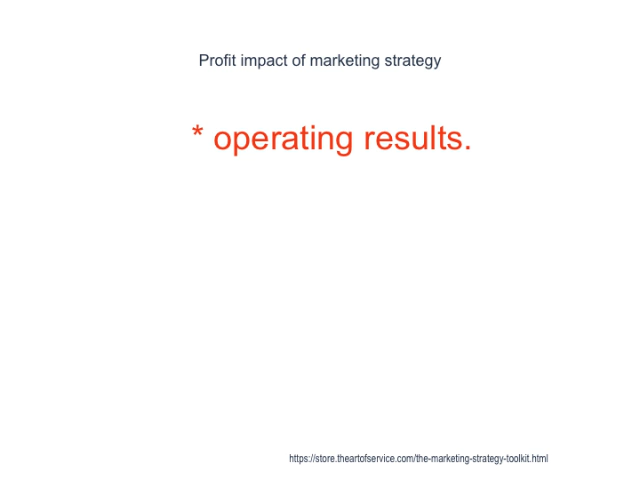 Profit impact of marketing strategy
* operating results.
https://store.theartofservice.com/the-marketing-strategy-toolkit.html